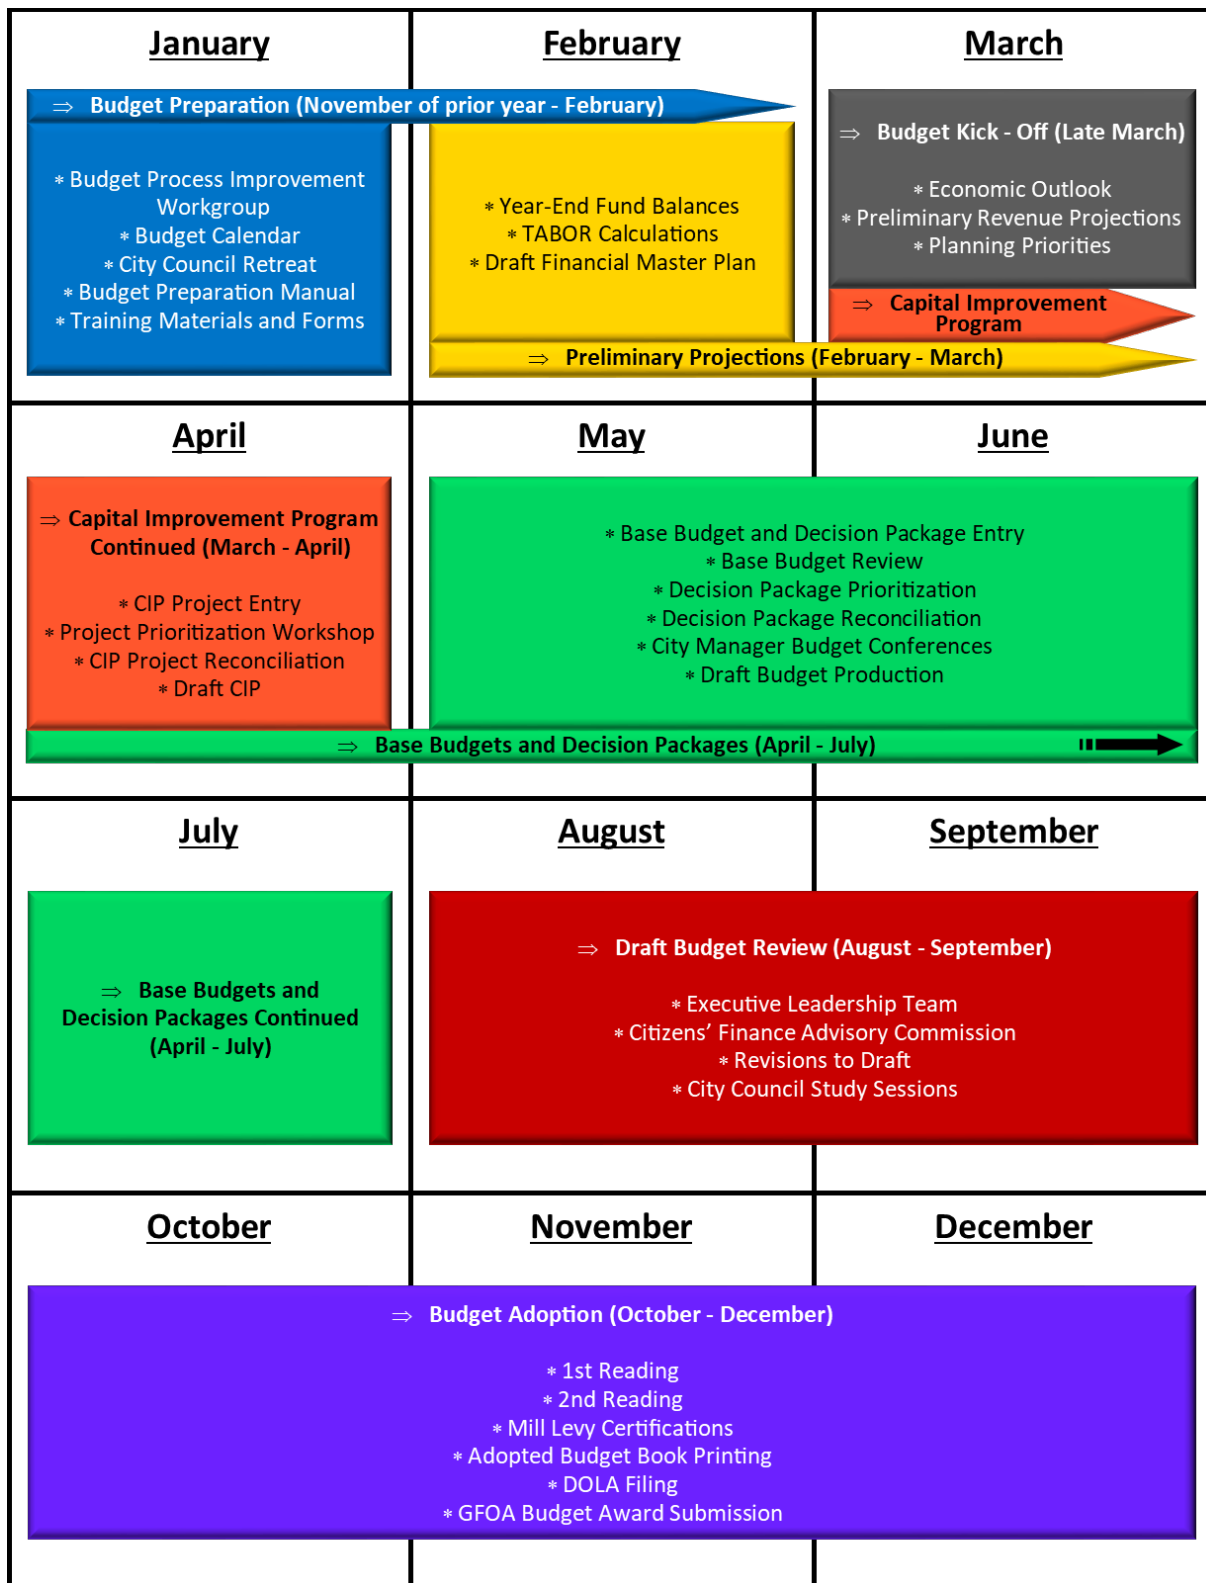 January
February
March
⇒ Budget Preparation (November of prior year - February)
* Budget Process Improvement
Workgroup
* Budget Calendar
* City Council Retreat
* Budget Preparation Manual
* Training Materials and Forms
* Year-End Fund Balances
* TABOR Calculations
* Draft Financial Master Plan
⇒ Budget Kick - Off (Late March)
* Economic Outlook
* Preliminary Revenue Projections
* Planning Priorities
⇒ Capital Improvement
Program
⇒ Preliminary Projections (February - March)
April
May
June
⇒ Capital Improvement Program
Continued (March - April)
* CIP Project Entry
* Project Prioritization Workshop
* CIP Project Reconciliation
* Draft CIP
* Base Budget and Decision Package Entry
* Base Budget Review
* Decision Package Prioritization
* Decision Package Reconciliation
* City Manager Budget Conferences
* Draft Budget Production
⇒ Base Budgets and Decision Packages (April - July)
July
August
September
⇒ Base Budgets and
Decision Packages Continued
(April - July)
⇒ Draft Budget Review (August - September)
* Executive Leadership Team
* Citizens’ Finance Advisory Commission
* Revisions to Draft
* City Council Study Sessions
October
November
December
⇒ Budget Adoption (October - December)
* 1st Reading
* 2nd Reading
* Mill Levy Certifications
* Adopted Budget Book Printing
* DOLA Filing
* GFOA Budget Award Submission